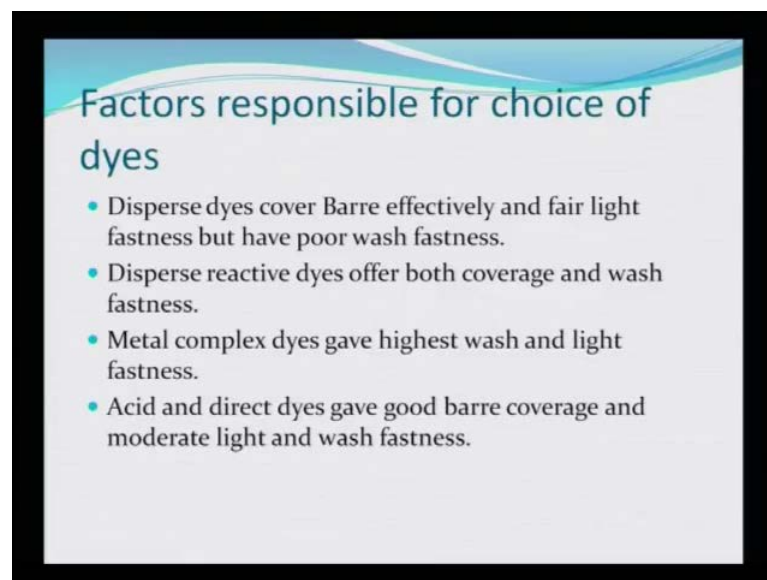 Factors responsible for choice of
dyes
• Disperse dyes cover Barre effectively and fair light
fastness but have poor wash fastness.
• Disperse reactive dyes offer both coverage and wash
fastness.
• Metal complex dyes gave highest wash and light
fastness.
• Acid and direct dyes gave good barre coverage and
moderate light and wash fastness.